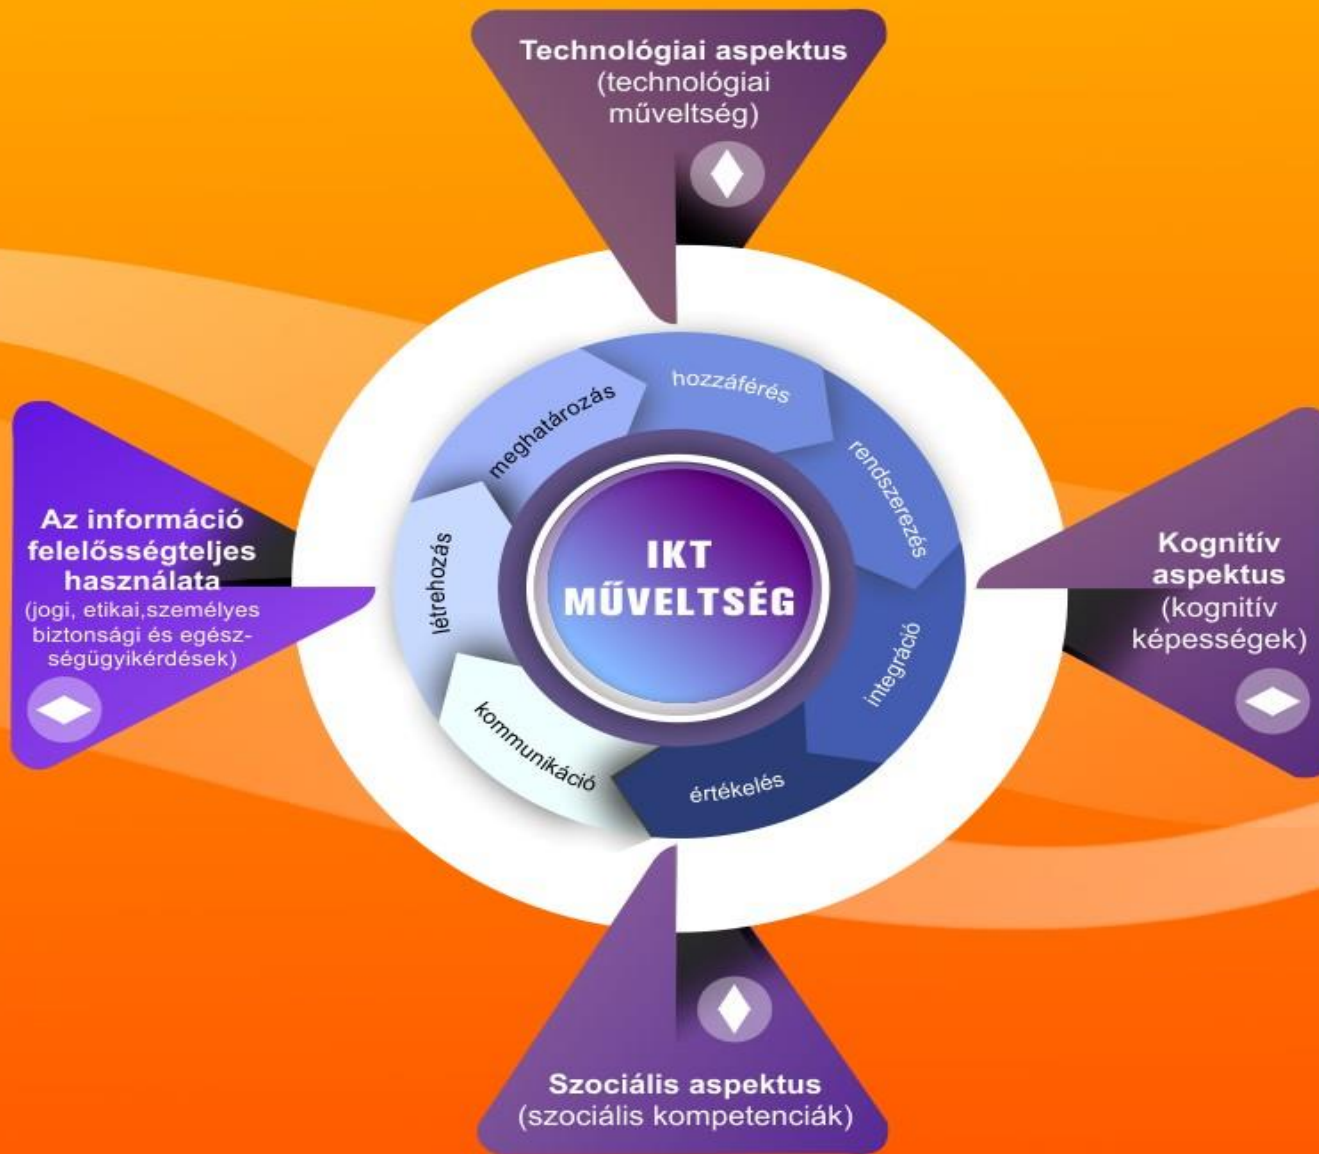 Technológiai aspektus
(technológiai
műveltség)
meghatározás
hozzáférés
rendszerezés
integráció
értékelés
kommunikáció
létrehozás
IKT
MŰVELTSÉG
Az információ
felelősségteljes
használata
(jogi, etikai,személyes
biztonsági és egész-
ségügyikérdések)
Kognitív
aspektus
(kognitív
képességek)
Szociális aspektus
(szociális kompetenciák)